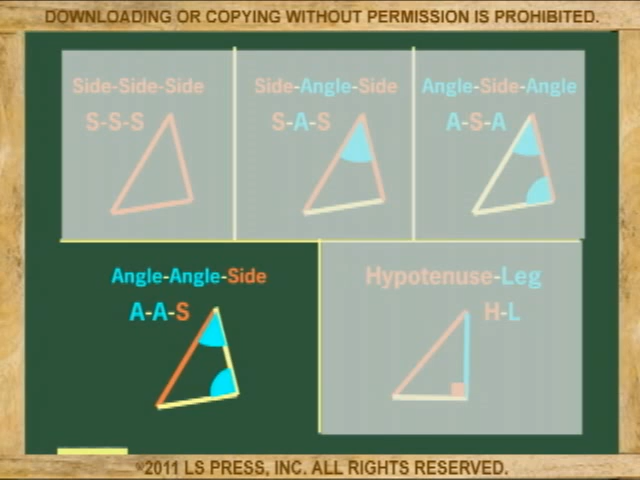 DOWNLOADING OR COPYING WITHOUT PERMISSION IS PROHIBITED.
Side-Side-Side
S-S-S
Side-Angle-Side
S-A-S
Angle-Side-Angle
A-S-A
Angle-Angle-Side
A-A-S
Hypotenuse-Leg
H-L
©2011 LS PRESS, INC. ALL RIGHTS RESERVED.